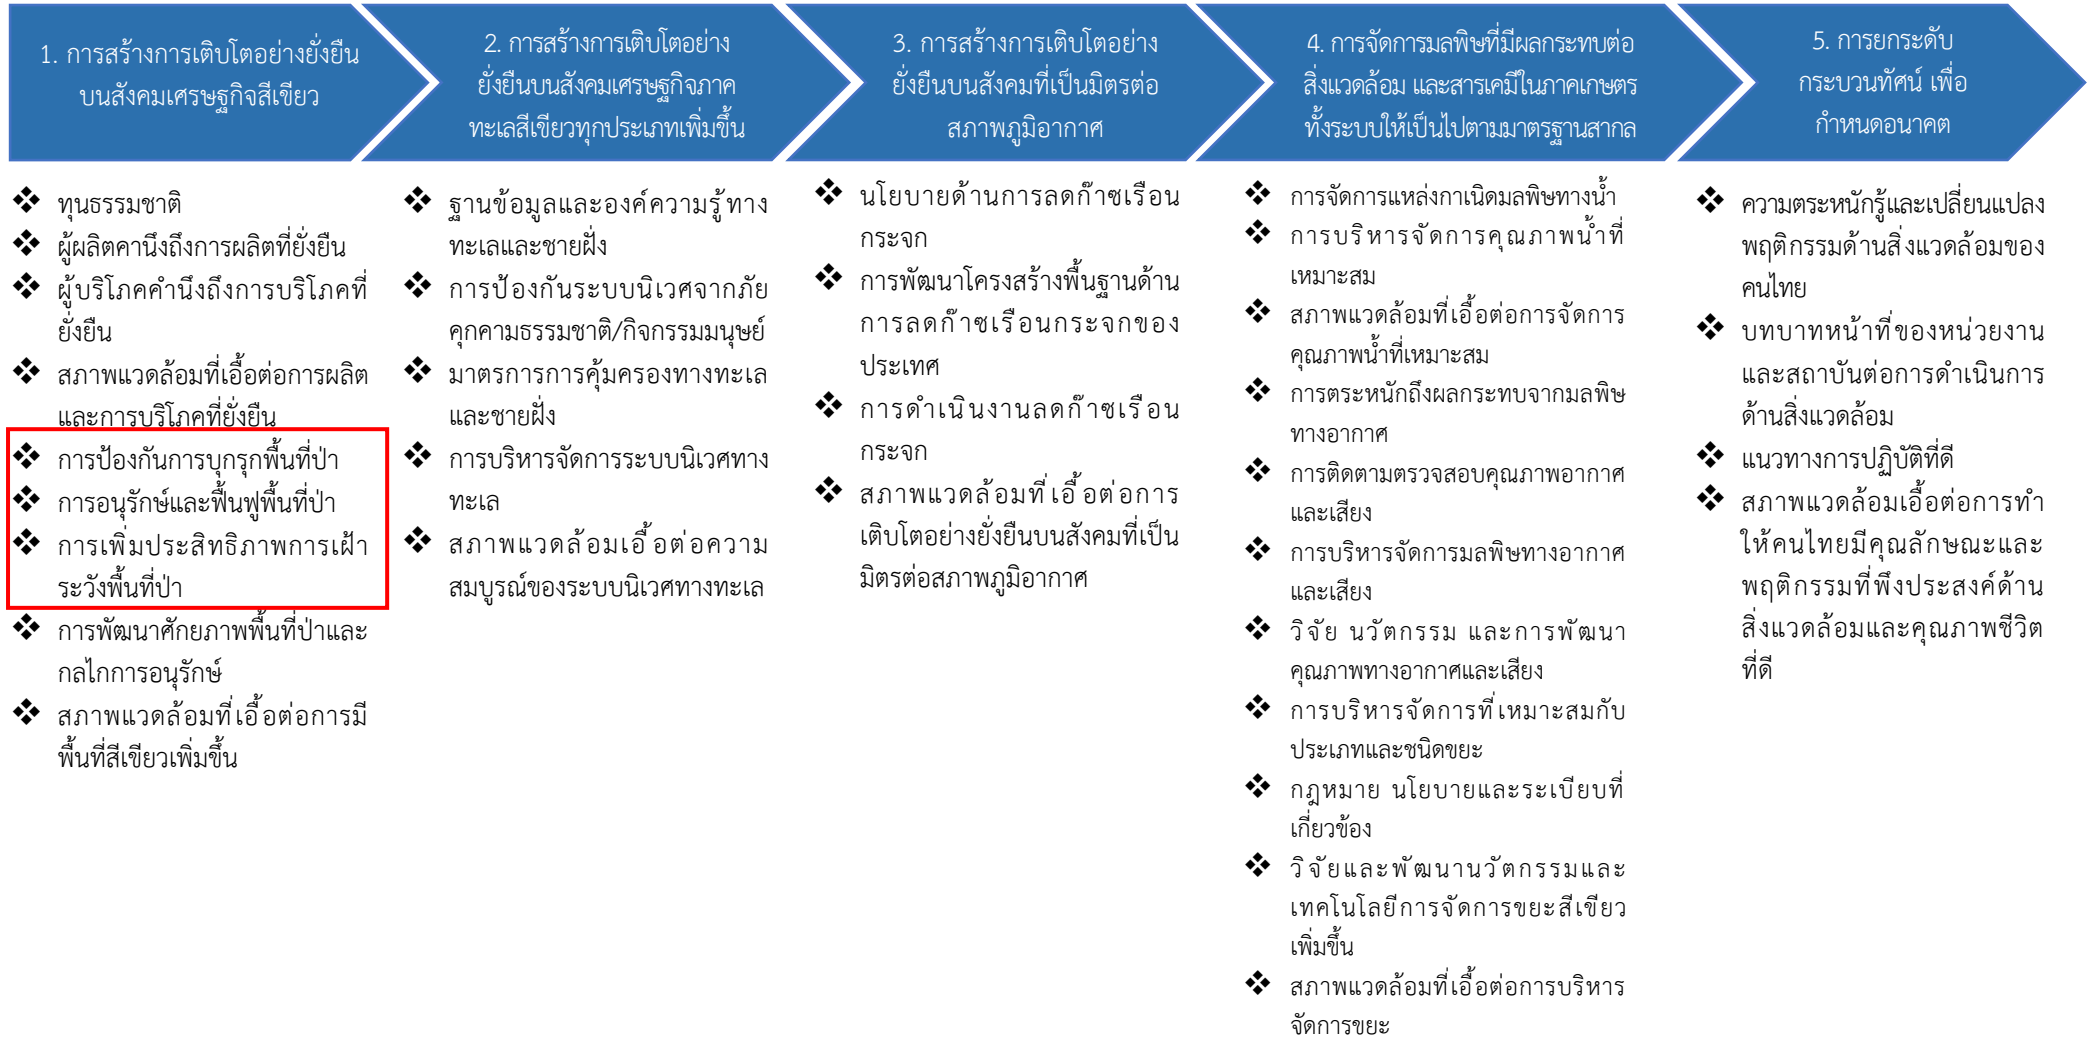 1. การสร้างการเติบโตอย่างยั่งยืน
บนสังคมเศรษฐกิจสีเขียว
2. การสร้างการเติบโตอย่าง
ยั่งยืนบนสังคมเศรษฐกิจภาค
ทะเลสีเขียวทุกประเภทเพิ่มขึ้น
3. การสร้างการเติบโตอย่าง
ยั่งยืนบนสังคมที่เป็นมิตรต่อ
สภาพภูมิอากาศ
4. การจัดการมลพิษที่มีผลกระทบต่อ
สิ่งแวดล้อม และสารเคมีในภาคเกษตร
ทั้งระบบให้เป็นไปตามมาตรฐานสากล
5. การยกระดับ
กระบวนทัศน์ เพื่อ
กำหนดอนาคต
❖ ทุนธรรมชาติ
❖ ผู้ผลิตคานึงถึงการผลิตที่ยั่งยืน
❖ ผู้บริโภคคำนึงถึงการบริโภคที่
ยั่งยืน
❖ สภาพแวดล้อมที่เอื้อต่อการผลิต
และการบริโภคที่ยั่งยืน
❖ การป้องกันการบุกรุกพื้นที่ป่า
❖ การอนุรักษ์และฟื้นฟูพื้นที่ป่า
❖ การเพิ่มประสิทธิภาพการเฝ้า
ระวังพื้นที่ป่า
❖ การพัฒนาศักยภาพพื้นที่ป่าและ
กลไกการอนุรักษ์
❖ สภาพแวดล้อมที่เอื้อต่อการมี
พื้นที่สีเขียวเพิ่มขึ้น
❖ ฐานข้อมูลและองค์ความรู้ทาง
ทะเลและชายฝั่ง
❖ การป้องกันระบบนิเวศจากภัย
คุกคามธรรมชาติ/กิจกรรมมนุษย์
❖ มาตรการการคุ้มครองทางทะเล
และชายฝั่ง
❖ การบริหารจัดการระบบนิเวศทาง
ทะเล
❖ สภาพแวดล้อมเอื้อต่อความ
สมบูรณ์ของระบบนิเวศทางทะเล
❖ นโยบายด้านการลดก๊าซเรือน
กระจก
❖ การพัฒนาโครงสร้างพื้นฐานด้าน
การลดก๊าซเรือนกระจกของ
ประเทศ
❖ การดำเนินงานลดก๊าซเรือน
กระจก
❖ สภาพแวดล้อมที่เอื้อต่อการ
เติบโตอย่างยั่งยืนบนสังคมที่เป็น
มิตรต่อสภาพภูมิอากาศ
❖ การจัดการแหล่งกาเนิดมลพิษทางน้ำ
❖ การบริหารจัดการคุณภาพน้ำที่
เหมาะสม
❖ สภาพแวดล้อมที่เอื้อต่อการจัดการ
คุณภาพน้ำที่เหมาะสม
❖ การตระหนักถึงผลกระทบจากมลพิษ
ทางอากาศ
❖ การติดตามตรวจสอบคุณภาพอากาศ
และเสียง
❖ การบริหารจัดการมลพิษทางอากาศ
และเสียง
❖ วิจัย นวัตกรรม และการพัฒนา
คุณภาพทางอากาศและเสียง
❖ การบริหารจัดการที่เหมาะสมกับ
ประเภทและชนิดขยะ
❖ กฎหมาย นโยบายและระเบียบที่
เกี่ยวข้อง
❖ วิจัยและพัฒนานวัตกรรมและ
เทคโนโลยีการจัดการขยะสีเขียว
เพิ่มขึ้น
❖ สภาพแวดล้อมที่เอื้อต่อการบริหาร
จัดการขยะ
❖ ความตระหนักรู้และเปลี่ยนแปลง
พฤติกรรมด้านสิ่งแวดล้อมของ
คนไทย
❖ บทบาทหน้าที่ของหน่วยงาน
และสถาบันต่อการดำเนินการ
ด้านสิ่งแวดล้อม
❖ แนวทางการปฏิบัติที่ดี
❖ สภาพแวดล้อมเอื้อต่อการทำ
ให้คนไทยมีคุณลักษณะและ
พฤติกรรมที่พึงประสงค์ด้าน
สิ่งแวดล้อมและคุณภาพชีวิต
ที่ดี